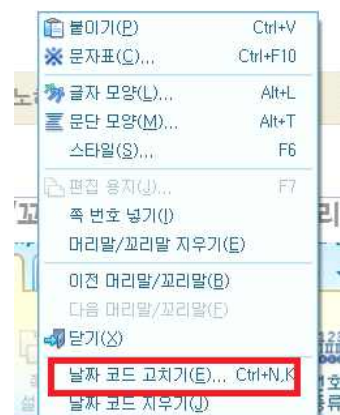 붙이기(P) Ctrl+V
문자표(C)... Ctrl+F10
글자 모양(L)... Alt+L
문단 모양(M)... Alt+T
스타일(S)... F6
편집 용지(J)... F7
쪽 번호 넣기(I)
머리말/꼬리말 지우기(E)
이전 머리말/꼬리말(B)
다음 머리말/꼬리말(F)
닫기(X)
날짜 코드 고치기(E)... Ctrl+N,K
날짜 코드 지우기(J)